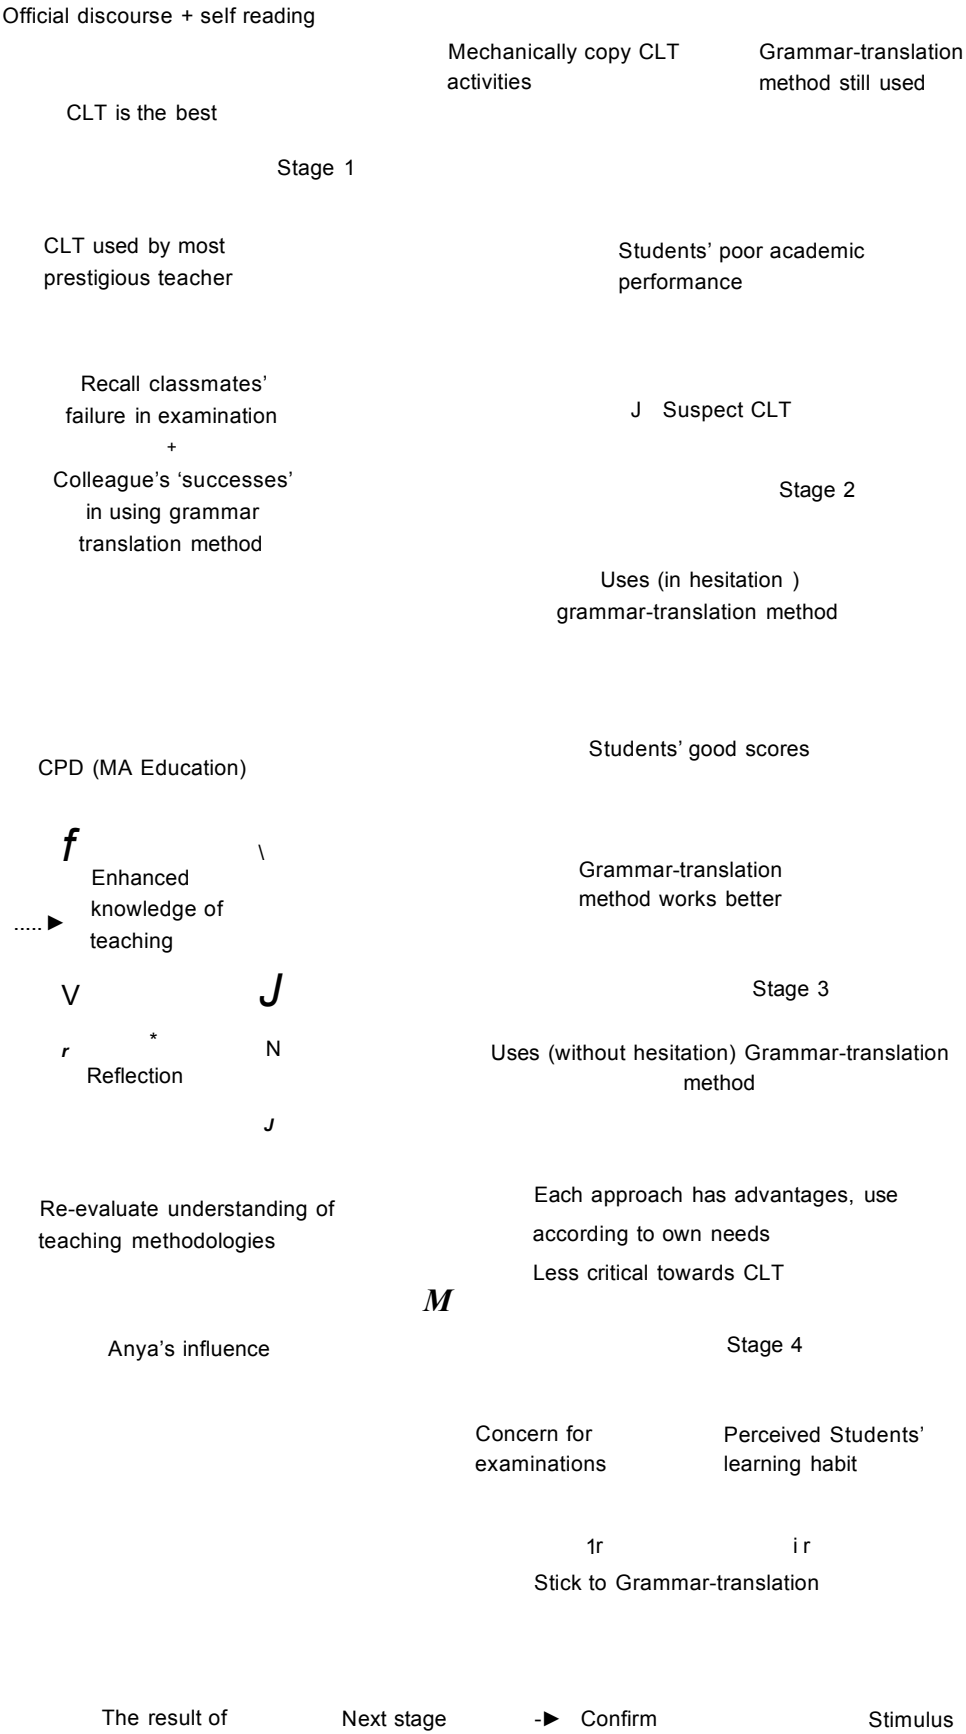 Official discourse + self reading
Mechanically copy CLT
activities
Grammar-translation
method still used
CLT is the best
Stage 1
CLT used by most
prestigious teacher
Students’ poor academic
performance
Recall classmates’
failure in examination
+
Colleague’s ‘successes’
in using grammar
translation method
J Suspect CLT
Stage 2
Uses (in hesitation )
grammar-translation method
Students’ good scores
CPD (MA Education)
f \
Enhanced
knowledge of
teaching
..... ►
Grammar-translation
method works better
V J
Stage 3
r * N
Reflection
J
Uses (without hesitation) Grammar-translation
method
Re-evaluate understanding of
teaching methodologies
Each approach has advantages, use
according to own needs
Less critical towards CLT
M
Anya’s influence
Stage 4
Concern for
examinations
Perceived Students’
learning habit
1r i r
Stick to Grammar-translation
The result of Next stage -► Confirm Stimulus